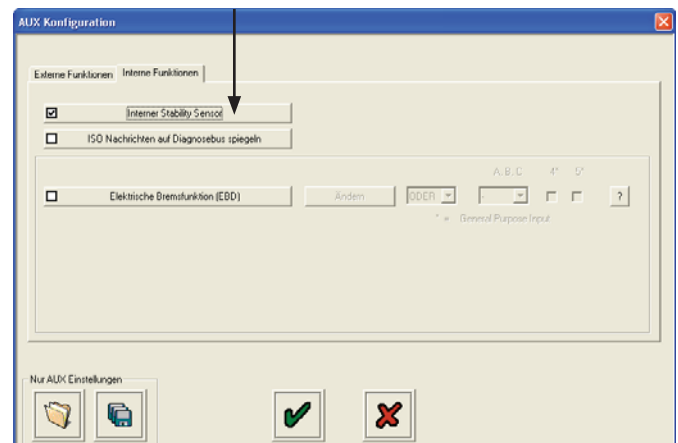 AUX Konfiguration
Externe Funktionen Interne Funktionen
Interner Stability Sensor
ISO Nachrichten auf Diagnosebus spiegeln
A, B, C 4* 5*
Elektrische Bremsfunktion (EBD) Ändern ODER - ?
* = General Purpose Input
Nur AUX Einstellungen